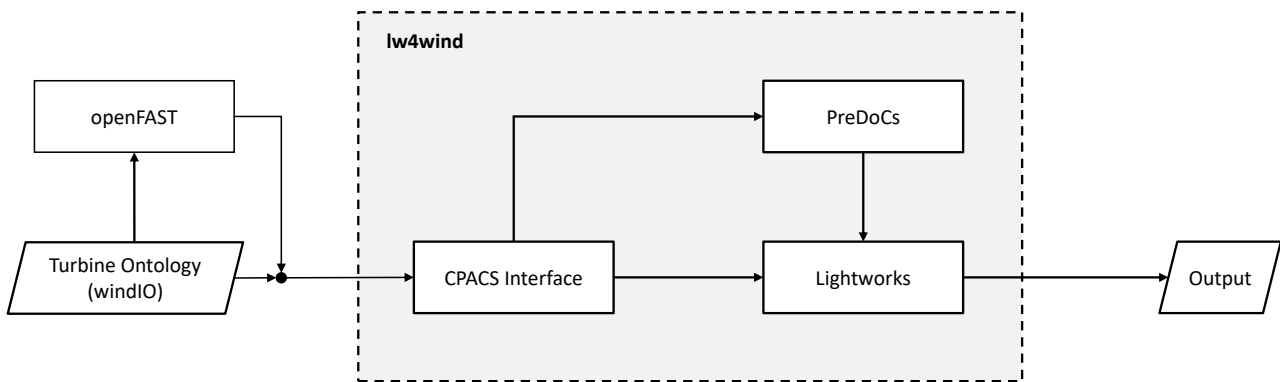 lw4wind
openFAST
PreDoCs
Turbine Ontology
(windIO)
CPACS Interface
Lightworks
Output